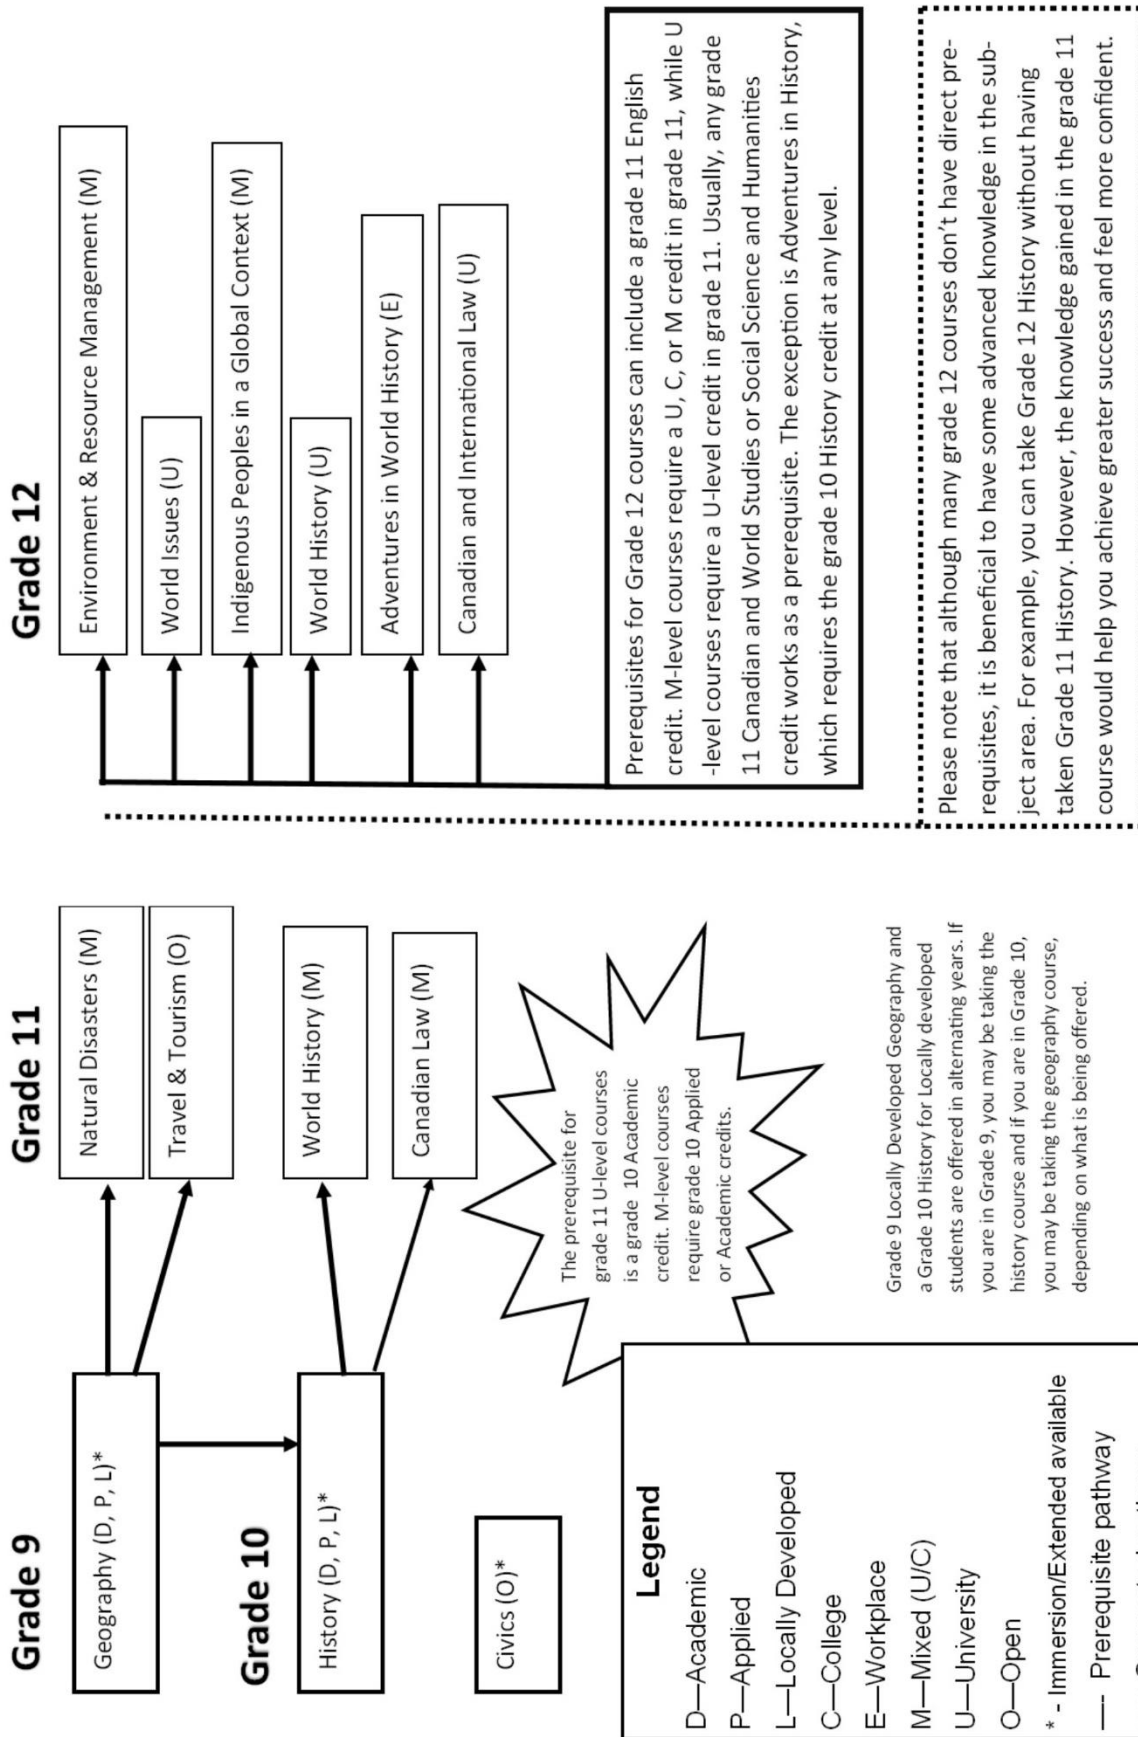 Grade 9
Geography (D, P, L)*
Grade 10
History (D, P, L)*
Civics (O)*
Grade 11
Natural Disasters (M)
Travel & Tourism (O)
World History (M)
Canadian Law (M)
The prerequisite for
grade 11 U-level courses
is a grade 10 Academic
credit. M-level courses
require grade 10 Applied
or Academic credits.
Grade 9 Locally Developed Geography and
a Grade 10 History for Locally developed
students are offered in alternating years. If
you are in Grade 9, you may be taking the
history course and if you are in Grade 10,
you may be taking the geography course,
depending on what is being offered.
Legend
D—Academic
P—Applied
L—Locally Developed
C—College
E—Workplace
M—Mixed (U/C)
U—University
O—Open
* - Immersion/Extended available
—- Prerequisite pathway
Grade 12
Environment & Resource Management (M)
World Issues (U)
Indigenous Peoples in a Global Context (M)
World History (U)
Adventures in World History (E)
Canadian and International Law (U)
Prerequisites for Grade 12 courses can include a grade 11 English
credit. M-level courses require a U, C, or M credit in grade 11, while U
-level courses require a U-level credit in grade 11. Usually, any grade
11 Canadian and World Studies or Social Science and Humanities
credit works as a prerequisite. The exception is Adventures in History,
which requires the grade 10 History credit at any level.
Please note that although many grade 12 courses don't have direct pre-
requisites, it is beneficial to have some advanced knowledge in the sub-
ject area. For example, you can take Grade 12 History without having
taken Grade 11 History. However, the knowledge gained in the grade 11
course would help you achieve greater success and feel more confident.